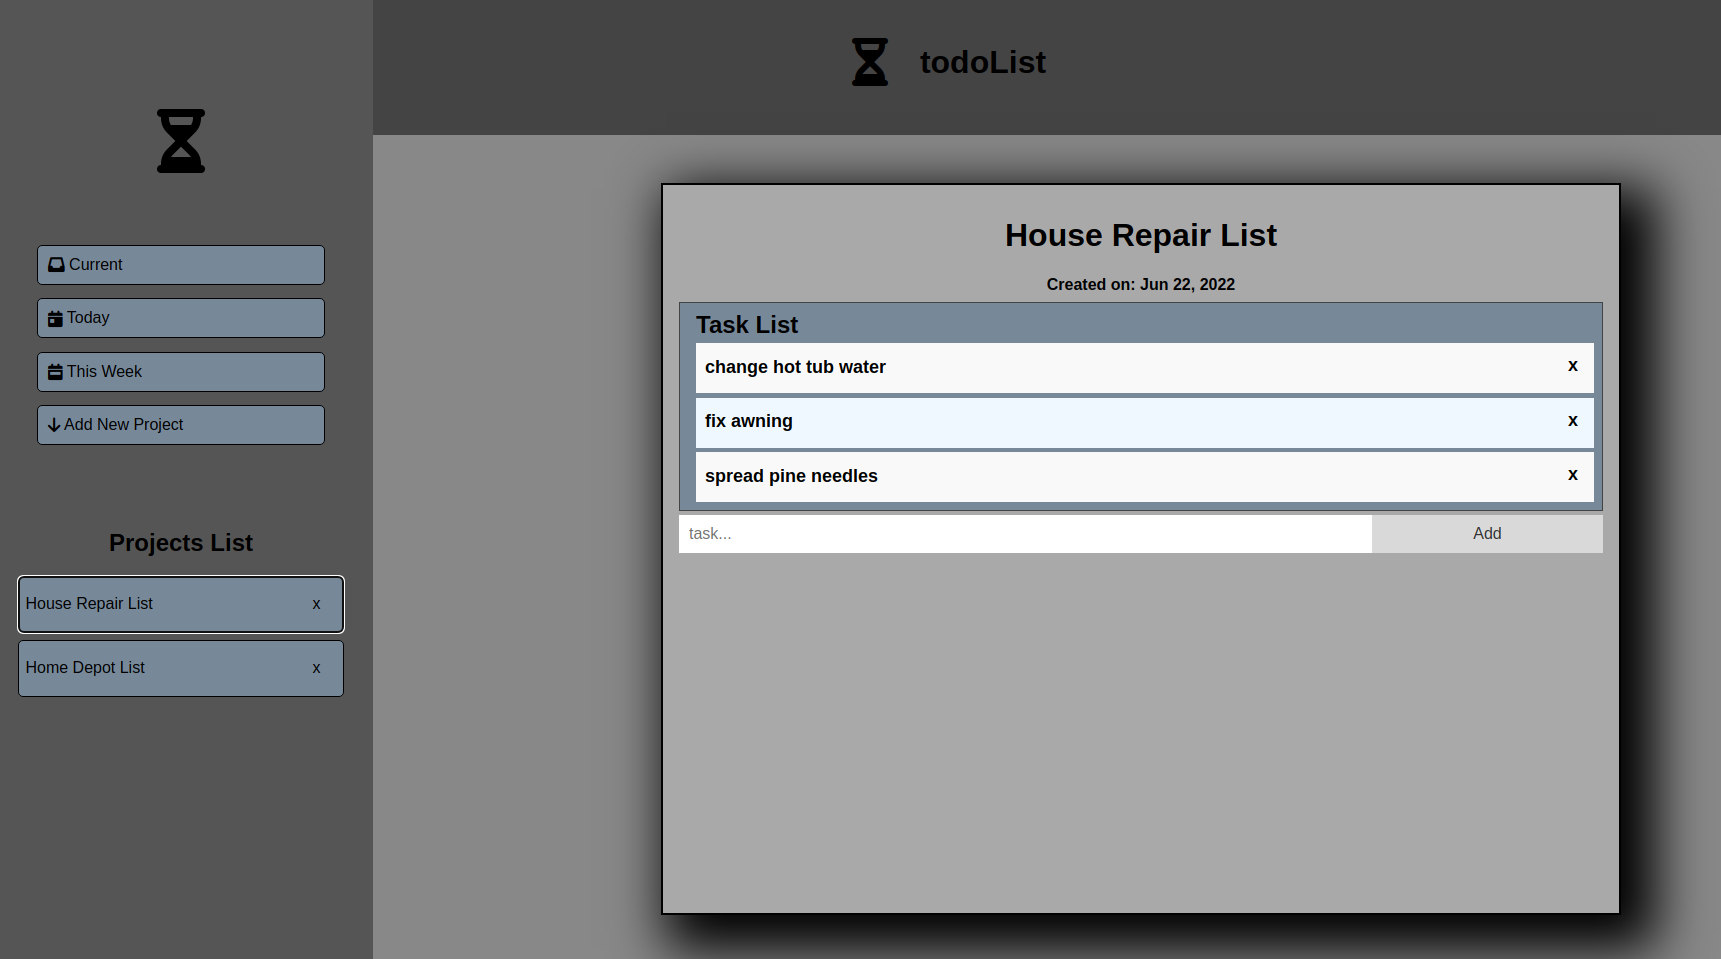 todoList
Current
Today
This Week
Add New Project
Projects List
House Repair List x
Home Depot List x
House Repair List
Created on: Jun 22, 2022
Task List
change hot tub water x
fix awning x
spread pine needles x
task... Add